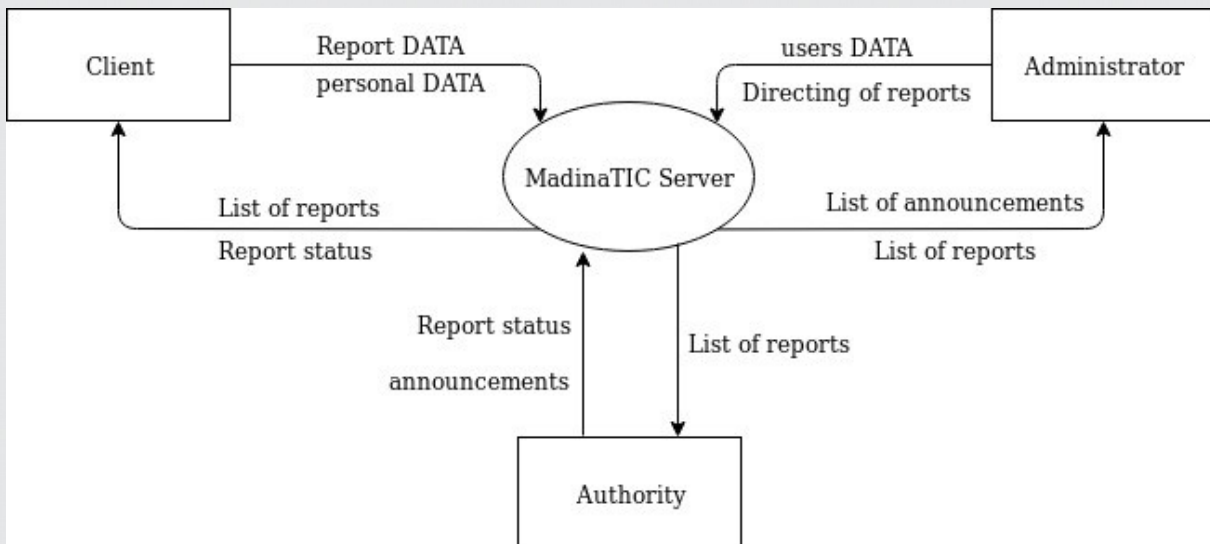 Client
Report DATA
personal DATA
users DATA
Directing of reports
Administrator
MadinaTIC Server
List of reports
Report status
List of announcements
List of reports
Report status
announcements
List of reports
Authority